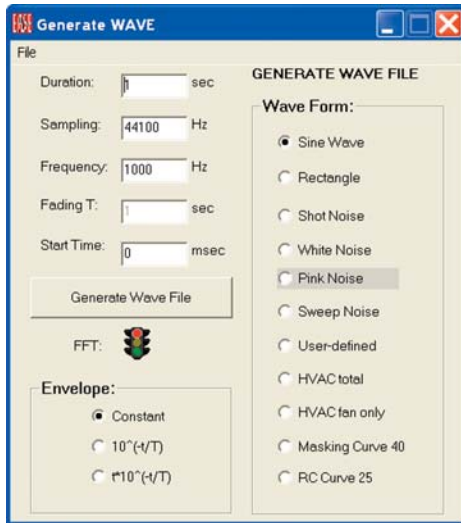 EASE Generate WAVE
File
Duration: 1 sec
Sampling: 44100 Hz
Frequency: 1000 Hz
Fading T: 1 sec
Start Time: 0 msec
Generate Wave File
FFT:
Envelope:
Constant
10^(-t/T)
t*10^(-t/T)
GENERATE WAVE FILE
Wave Form:
Sine Wave
Rectangle
Shot Noise
White Noise
Pink Noise
Sweep Noise
User-defined
HVAC total
HVAC fan only
Masking Curve 40
RC Curve 25